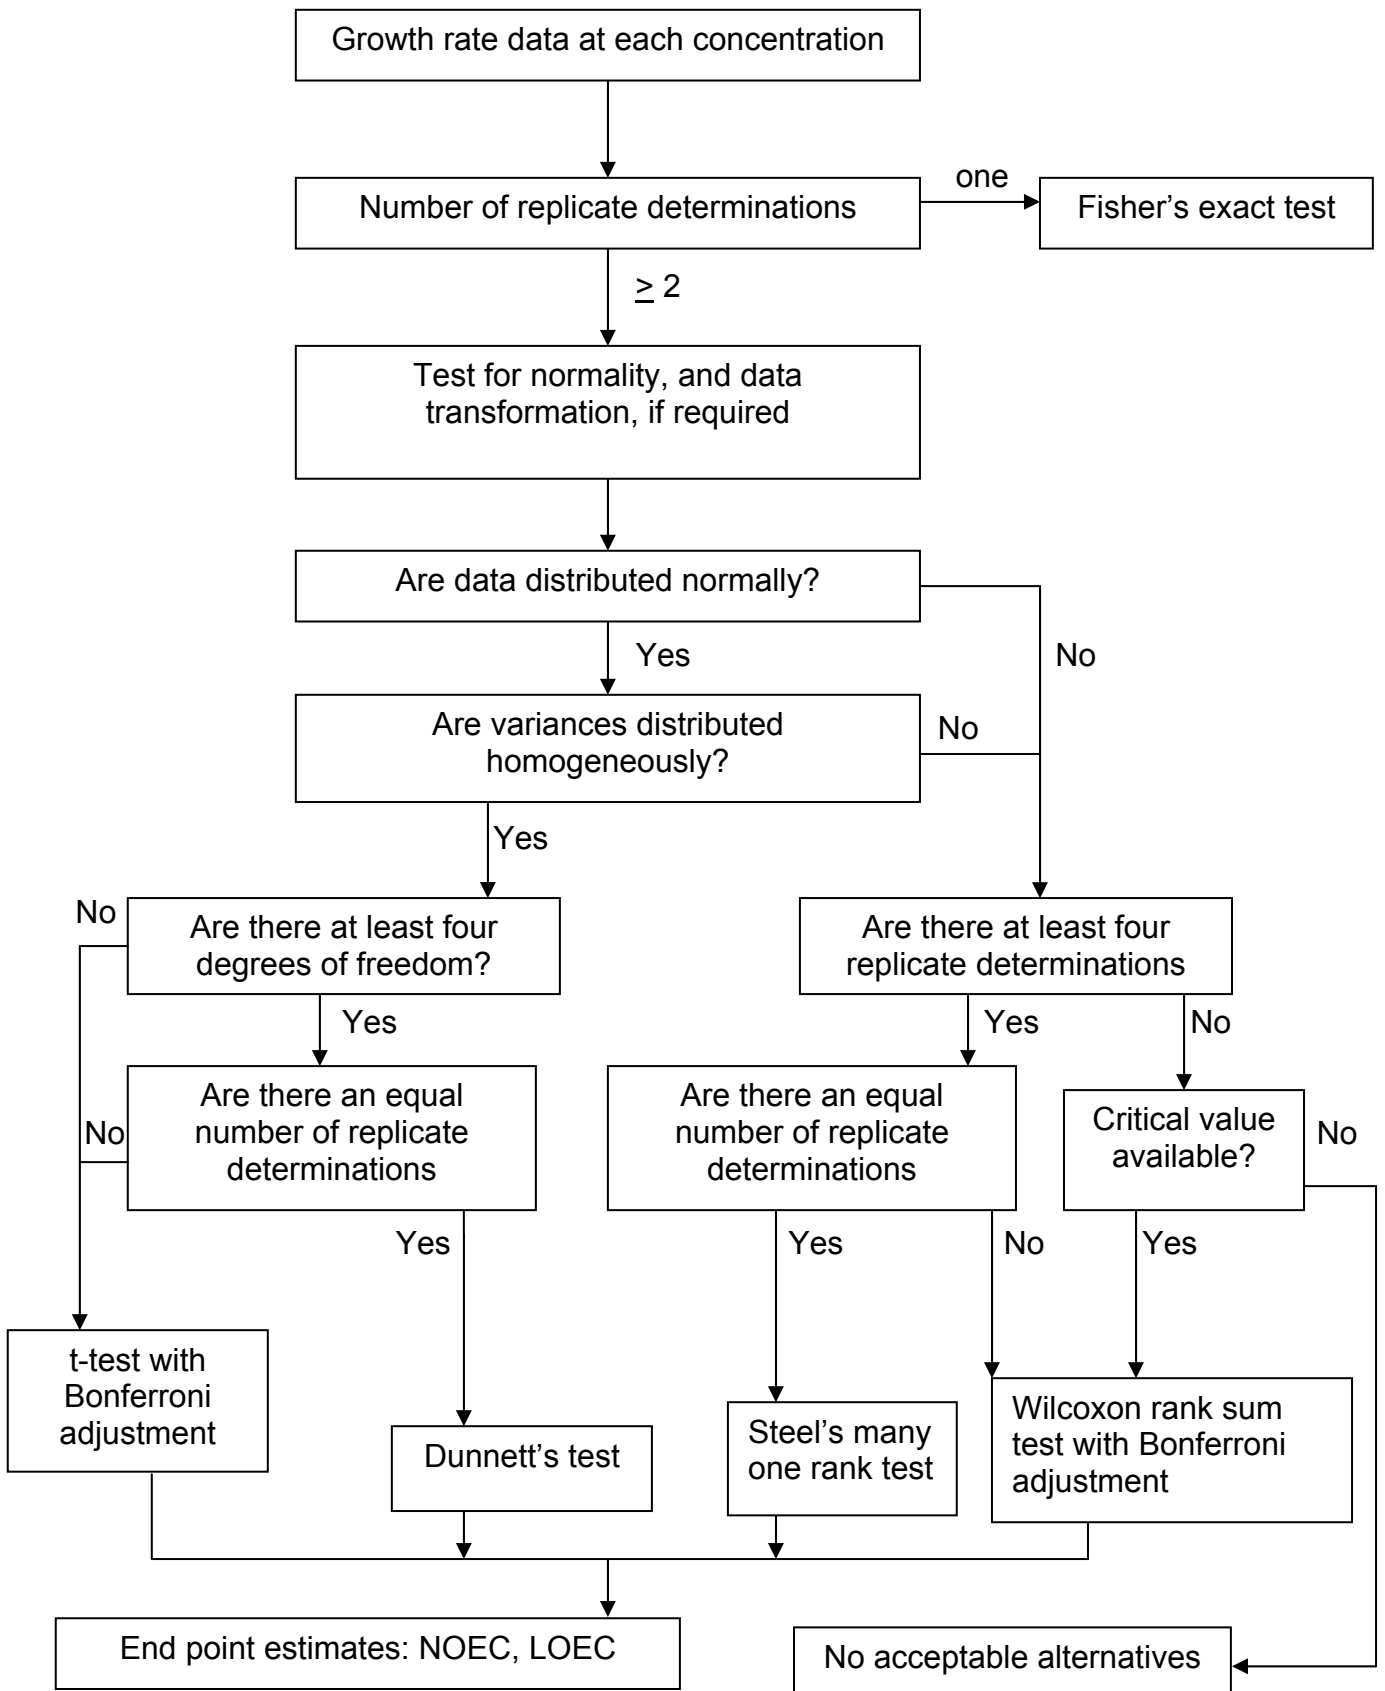 Growth rate data at each concentration
one
Number of replicate determinations
Fisher’s exact test
≥ 2
Test for normality, and data
transformation, if required
Are data distributed normally?
Yes
No
Are variances distributed
homogeneously?
No
Yes
No
Are there at least four
degrees of freedom?
Are there at least four
replicate determinations
Yes
Yes
No
Are there an equal
number of replicate
determinations
No
Are there an equal
number of replicate
determinations
Critical value
available?
No
Yes
Yes
No
Yes
t-test with
Bonferroni
adjustment
Dunnett’s test
Steel’s many
one rank test
Wilcoxon rank sum
test with Bonferroni
adjustment
End point estimates: NOEC, LOEC
No acceptable alternatives